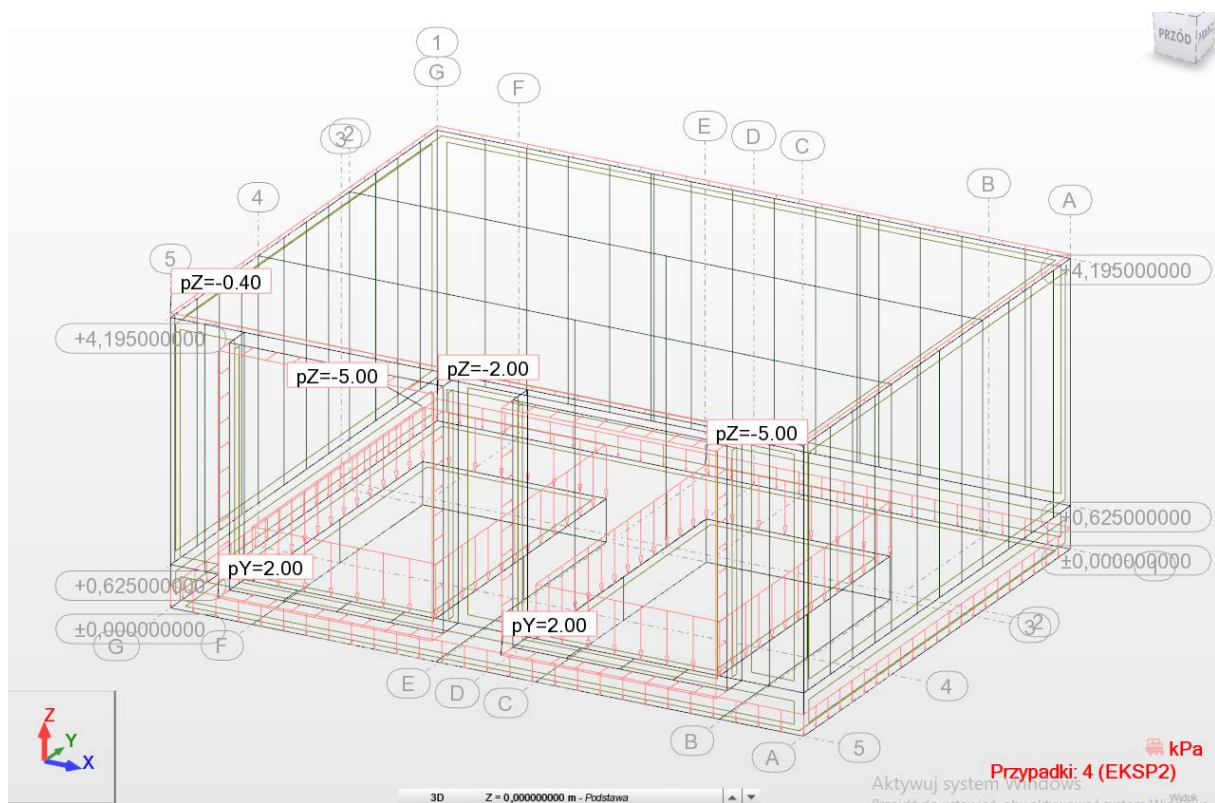 1
G
PRZÓD
F
3
2
E
D
C
4
B
A
5
pZ=-0.40
+4,195000000
+4,195000000
pZ=-2.00
pZ=-5.00
pZ=-5.00
+0,625000000
pY=2.00
±0,000000000
1
+0,625000000
pY=2.00
3
2
±0,000000000
G
F
E
D
C
4
B
A
5
Z
Y
X
kPa
Przypadki: 4 (EKSP2)
Aktywuj system Windows
3D Z = 0,000000000 m - Podstawa
Widok